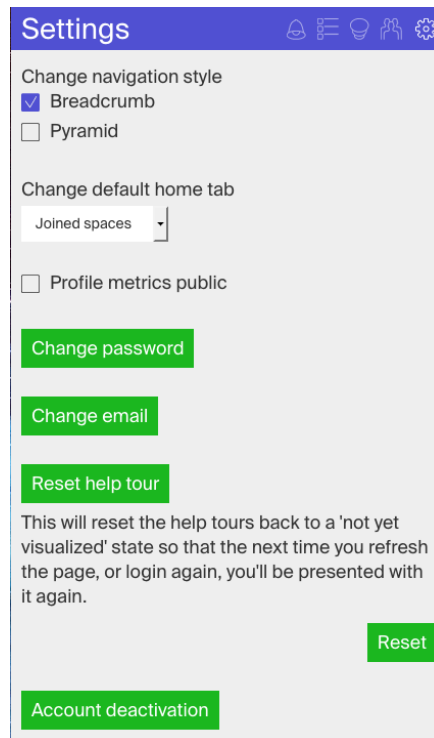 Settings
Change navigation style
Breadcrumb
Pyramid
Change default home tab
Joined spaces
Profile metrics public
Change password
Change email
Reset help tour
This will reset the help tours back to a 'not yet
visualized' state so that the next time you refresh
the page, or login again, you'll be presented with
it again.
Reset
Account deactivation